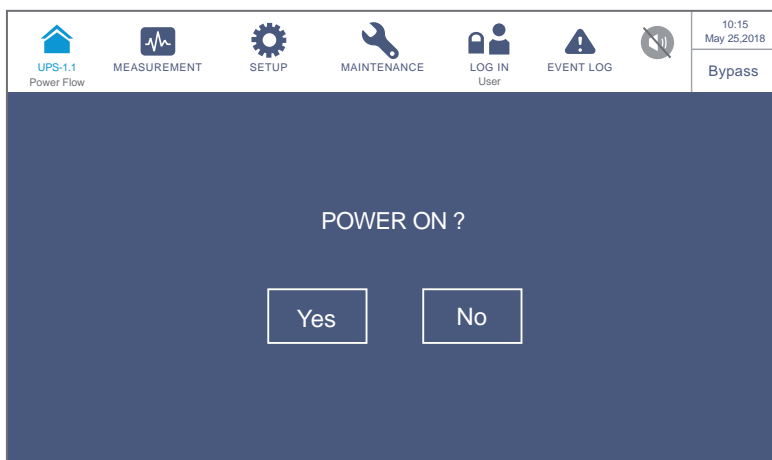 UPS-1.1
Power Flow
MEASUREMENT
SETUP
MAINTENANCE
LOG IN
User
EVENT LOG
10:15
May 25,2018
Bypass
POWER ON ?
Yes
No